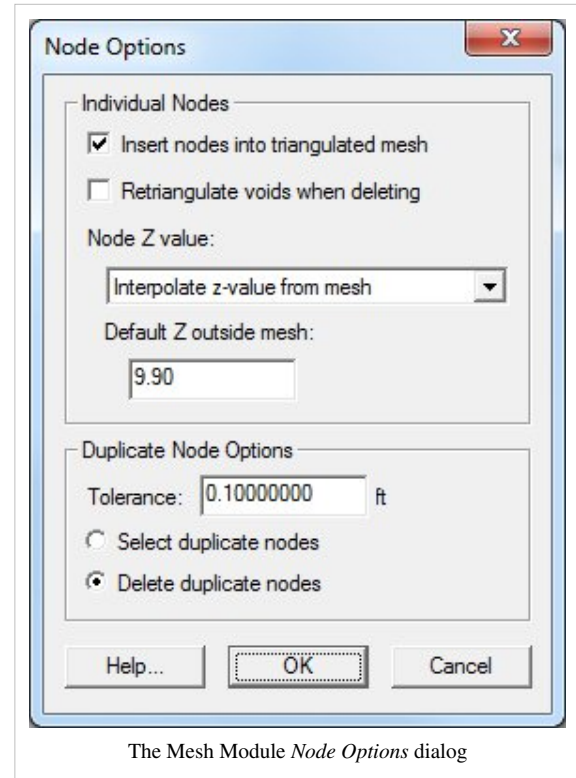 Node Options
Individual Nodes
Insert nodes into triangulated mesh
Retriangulate voids when deleting
Node Z value:
Interpolate z-value from mesh
Default Z outside mesh:
9.90
Duplicate Node Options
Tolerance: 0.10000000 ft
Select duplicate nodes
Delete duplicate nodes
Help... OK Cancel
The Mesh Module Node Options dialog